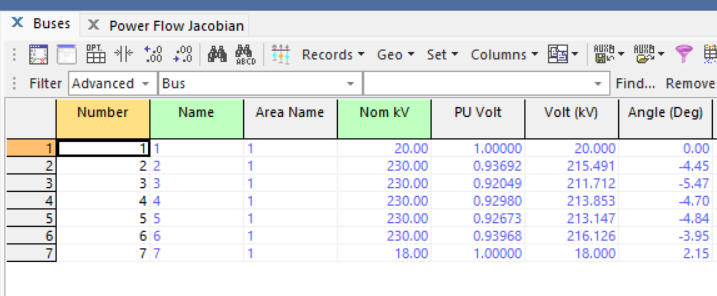 X Buses X Power Flow Jacobian
OPT. .00 .00 ABCD Records Geo Set Columns AUXB AUXB
Filter Advanced Bus Find... Remove
Number Name Area Name Nom kV PU Volt Volt (kV) Angle (Deg)
1 1 1 1 20.00 1.00000 20.000 0.00
2 2 2 1 230.00 0.93692 215.491 -4.45
3 3 3 1 230.00 0.92049 211.712 -5.47
4 4 4 1 230.00 0.92980 213.853 -4.70
5 5 5 1 230.00 0.92673 213.147 -4.84
6 6 6 1 230.00 0.93968 216.126 -3.95
7 7 7 1 18.00 1.00000 18.000 2.15